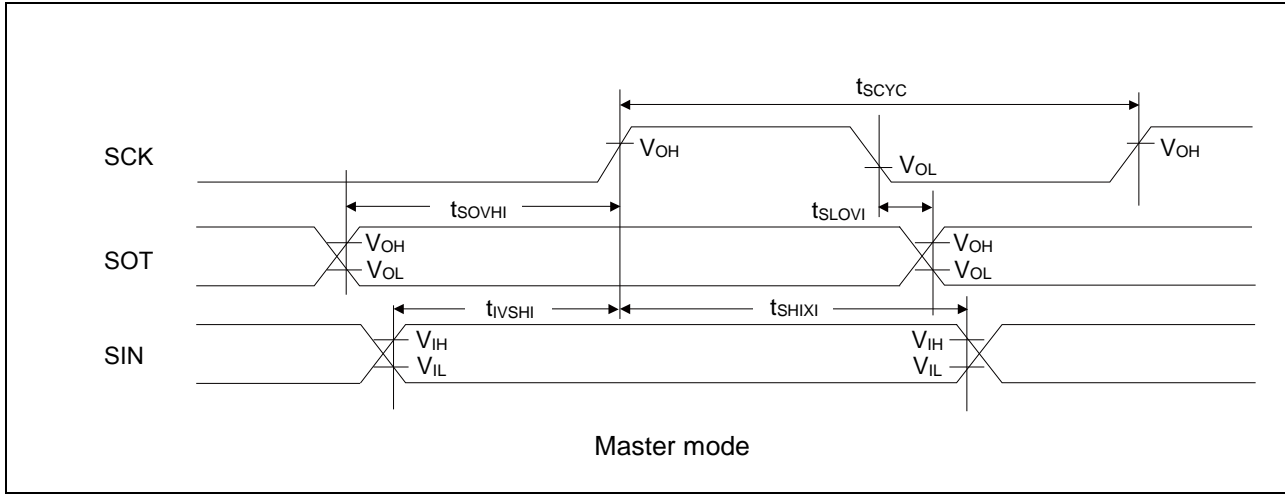 tSCYC
SCK
VOH
VOL
VOH
tSOVHI
tSLOVI
SOT
VOH
VOL
VOH
VOL
tIVSHI
tSHIXI
SIN
VIH
VIL
VIH
VIL
Master mode